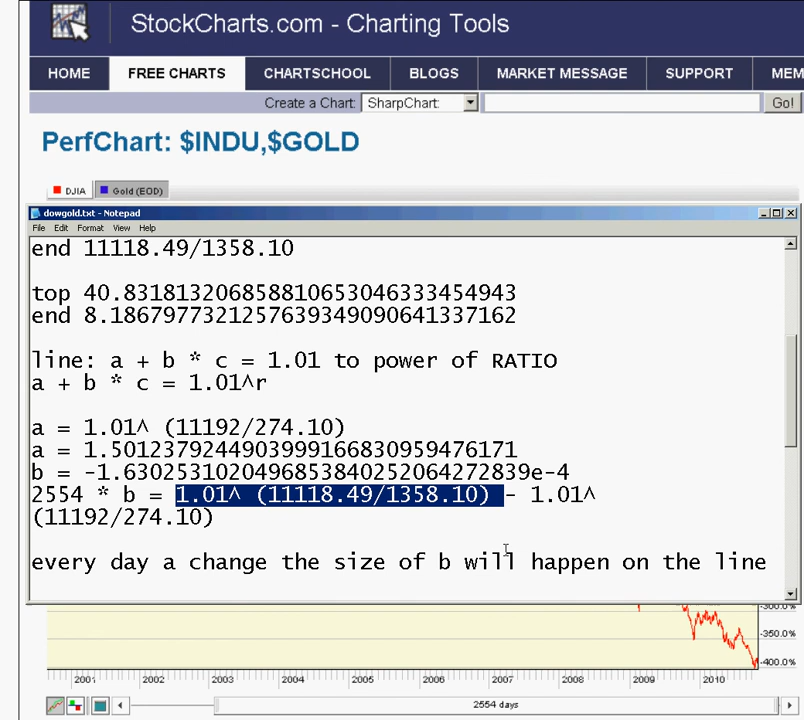 StockCharts.com - Charting Tools
HOME FREE CHARTS CHARTSCHOOL BLOGS MARKET MESSAGE SUPPORT MEM
Create a Chart: SharpChart: Go!
PerfChart: $INDU,$GOLD
DJIA Gold (EOD)
dowgold.txt - Notepad
File Edit Format View Help
end 11118.49/1358.10
top 40.831813206858810653046333454943
end 8.1867977321257639349090641337162
line: a + b * c = 1.01 to power of RATIO
a + b * c = 1.01^r
a = 1.01^ (11192/274.10)
a = 1.5012379244903999166830959476171
b = -1.6302531020496853840252064272839e-4
2554 * b = 1.01^ (11118.49/1358.10) - 1.01^
(11192/274.10)
every day a change the size of b will happen on the line
-300.0%
-350.0%
-400.0%
2001 2002 2003 2004 2005 2006 2007 2008 2009 2010
2554 days